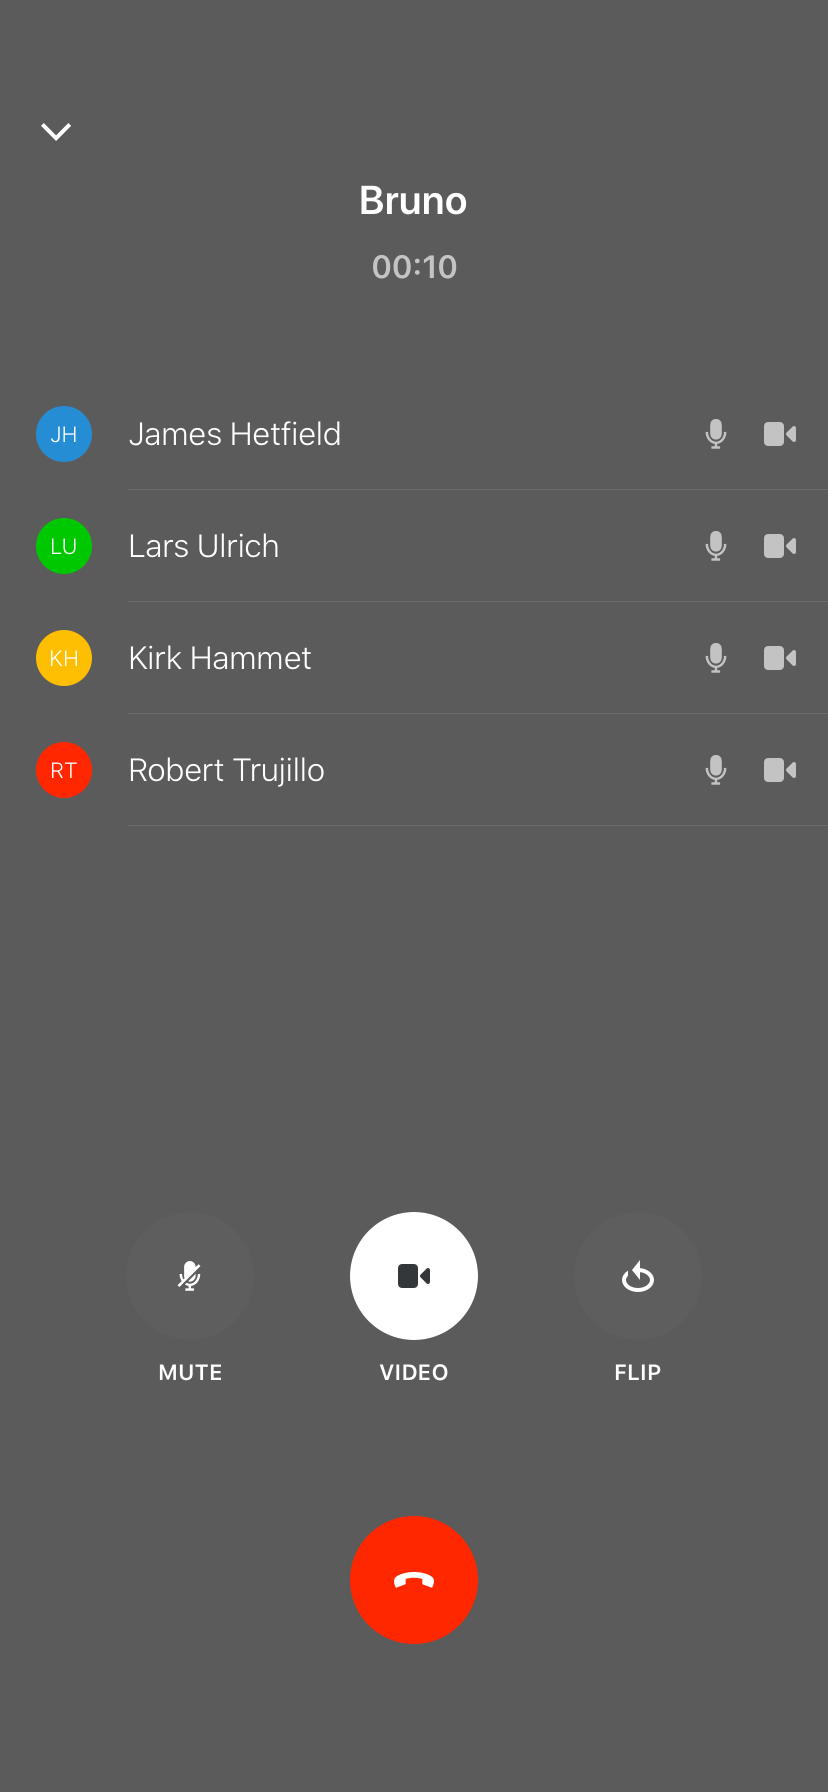 Bruno
00:10
JH James Hetfield
LU Lars Ulrich
KH Kirk Hammet
RT Robert Trujillo
MUTE VIDEO FLIP